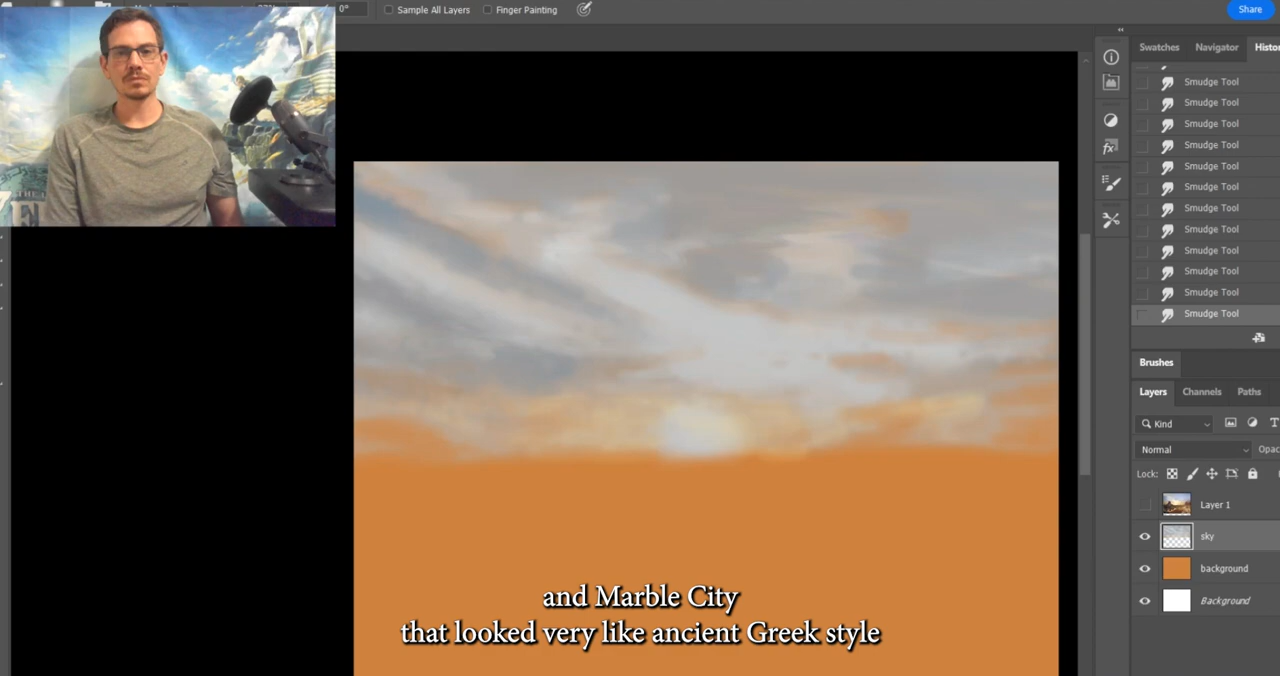 0°
Sample All Layers
Finger Painting
Share
Swatches
Navigator
Smudge Tool
Smudge Tool
Smudge Tool
Smudge Tool
Smudge Tool
Smudge Tool
Smudge Tool
Smudge Tool
Smudge Tool
Smudge Tool
Smudge Tool
Smudge Tool
Brushes
Layers
Channels
Paths
Kind
Normal
Lock:
Layer 1
sky
background
Background
and Marble City
that looked very like ancient Greek style